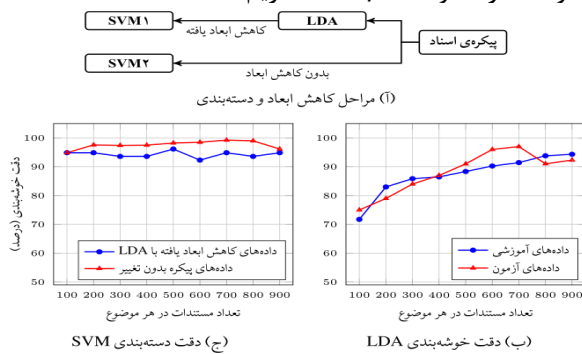 پیکره‌ی اسناد
LDA
SVM۱
کاهش ابعاد یافته
SVM۲
بدون کاهش ابعاد
(آ) مراحل کاهش ابعاد و دسته‌بندی
دقت خوشه‌بندی (درصد)
100
90
80
70
60
50
داده‌های آموزشی
داده‌های آزمون
100 200 300 400 500 600 700 800 900
تعداد مستندات در هر موضوع
(ب) دقت خوشه‌بندی LDA
100
90
80
70
60
50
داده‌های کاهش ابعاد یافته با LDA
داده‌های پیکره بدون تغییر
100 200 300 400 500 600 700 800 900
تعداد مستندات در هر موضوع
(ج) دقت دسته‌بندی SVM